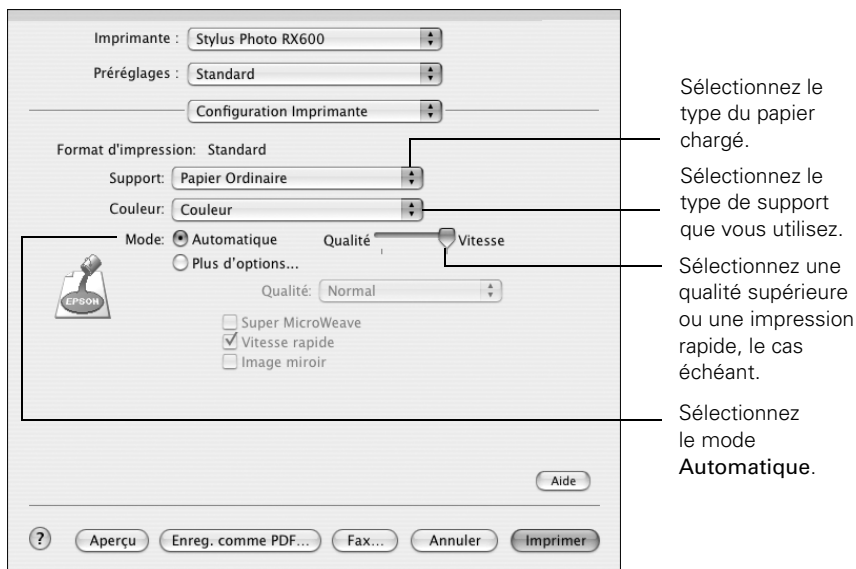 Imprimante : Stylus Photo RX600
Préréglages : Standard
Configuration Imprimante
Format d'impression: Standard
Support: Papier Ordinaire
Couleur: Couleur
Mode: Automatique Qualité Vitesse
Plus d'options...
EPSON
Qualité: Normal
Super MicroWeave
Vitesse rapide
Image miroir
Aide
? Aperçu Enreg. comme PDF... Fax... Annuler Imprimer
Sélectionnez le
type du papier
chargé.
Sélectionnez le
type de support
que vous utilisez.
Sélectionnez une
qualité supérieure
ou une impression
rapide, le cas
échéant.
Sélectionnez
le mode
Automatique.